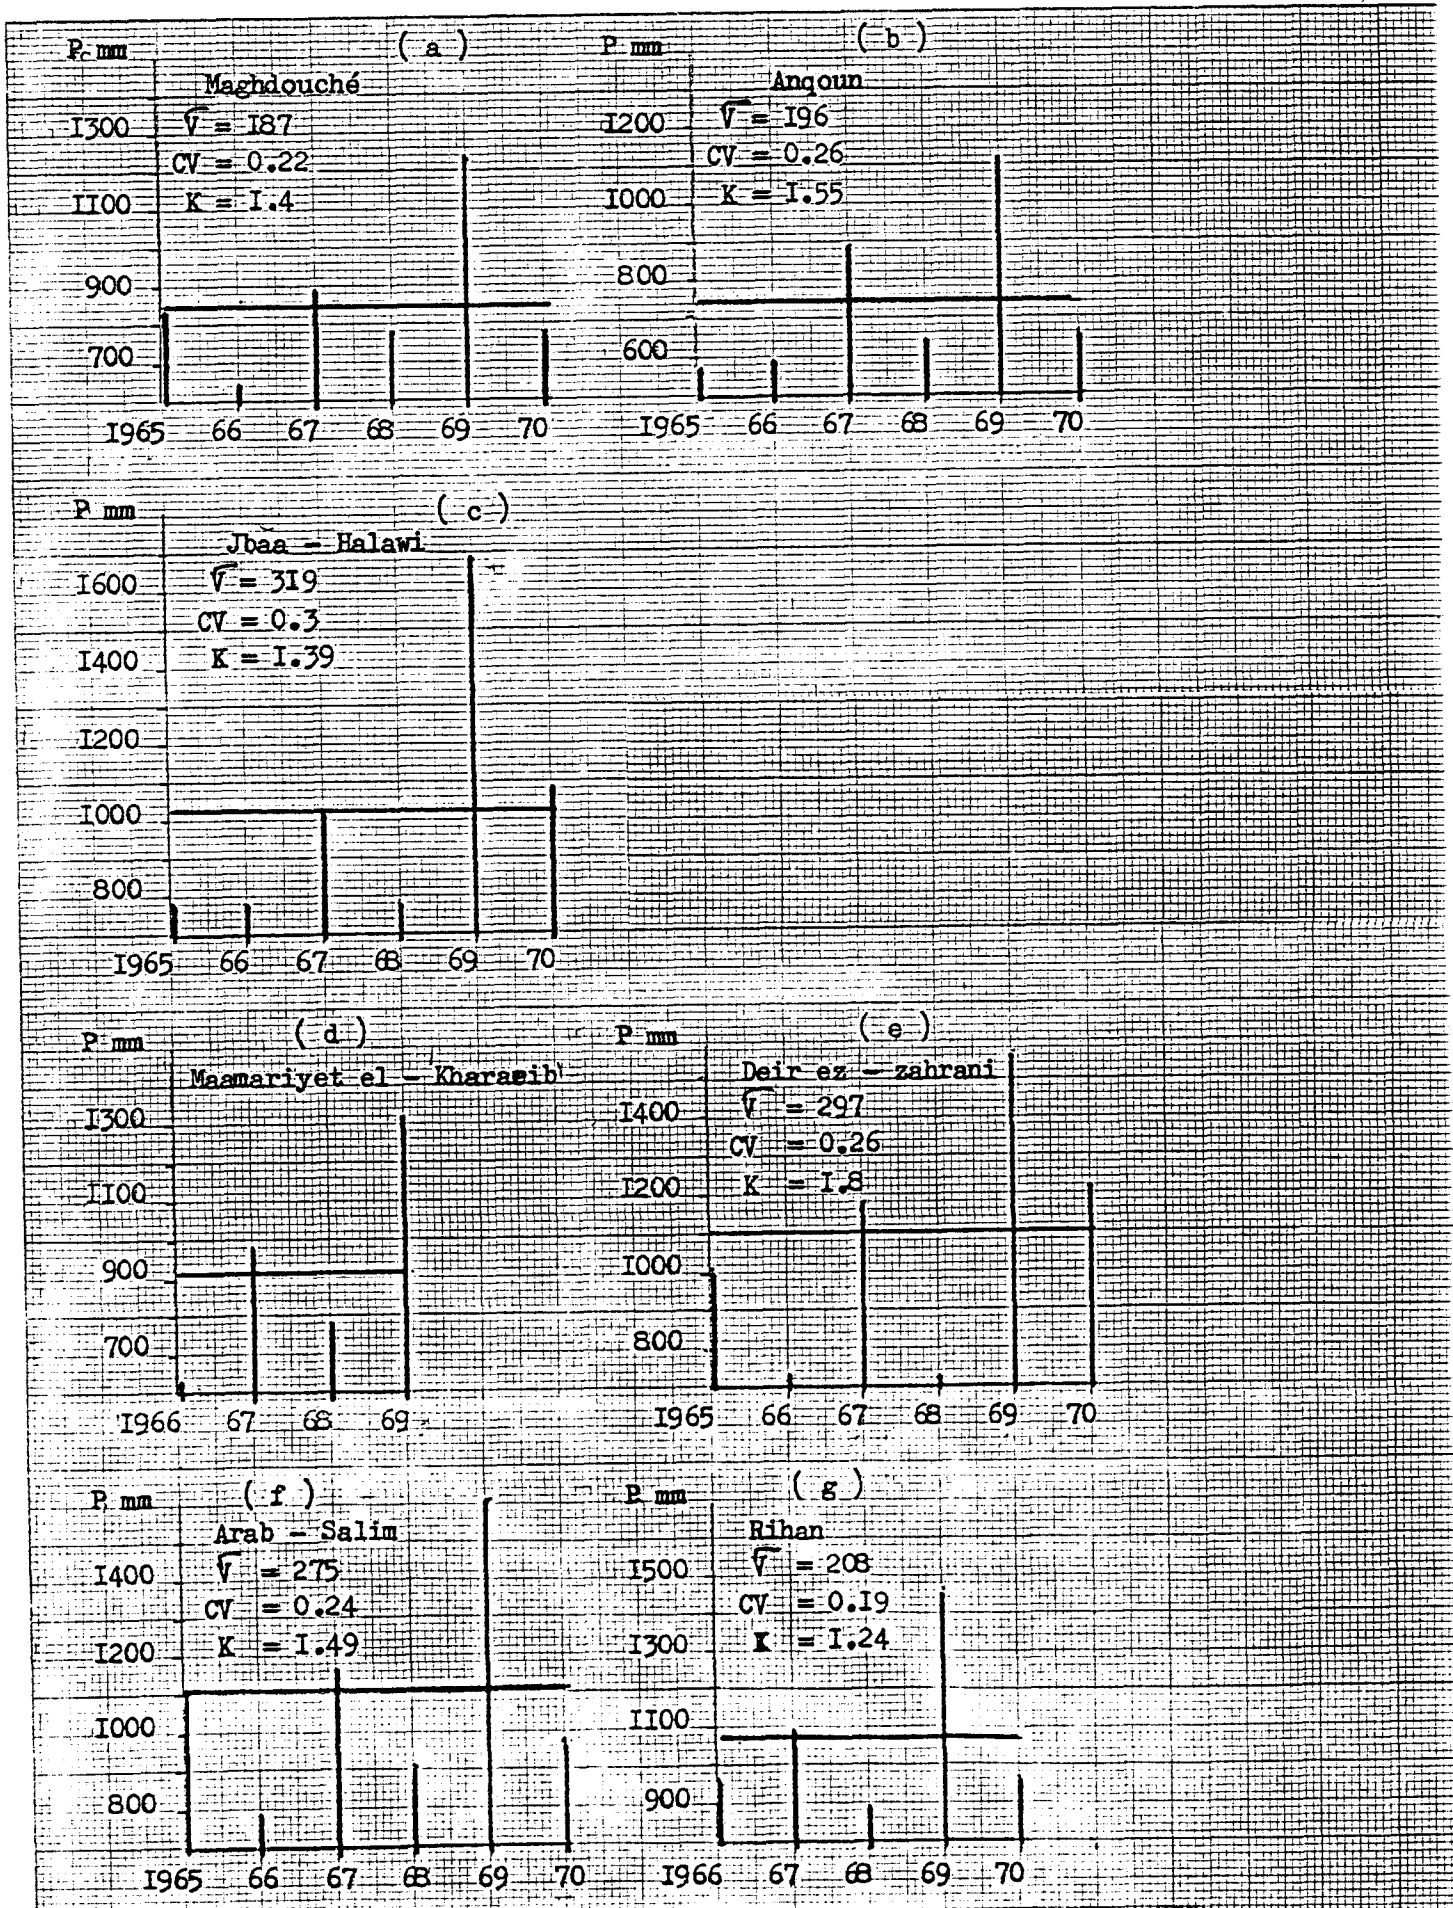 P mm
( a )
Maghdouché
I300
√V = I87
CV = 0.22
II00
K = I.4
900
700
I965 66 67 68 69 70
P mm
( b )
Anqoun
I200
√V = I96
CV = 0.26
I000
K = I.55
800
600
I965 66 67 68 69 70
P mm
( c )
Jbaa - Halawi
I600
√V = 3I9
CV = 0.3
I400
K = I.39
I200
I000
800
I965 66 67 68 69 70
P mm
( d )
Maamariyet el - Kharaeib
I300
II00
900
700
I966 67 68 69
P mm
( e )
Deir ez - zahrani
I400
√V = 297
CV = 0.26
I200
K = I.8
I000
800
I965 66 67 68 69 70
P mm
( f )
Arab - Salim
I400
√V = 275
CV = 0.24
I200
K = I.49
I000
800
I965 66 67 68 69 70
P mm
( g )
Rihan
I500
√V = 208
CV = 0.I9
I300
K = I.24
II00
900
I966 67 68 69 70